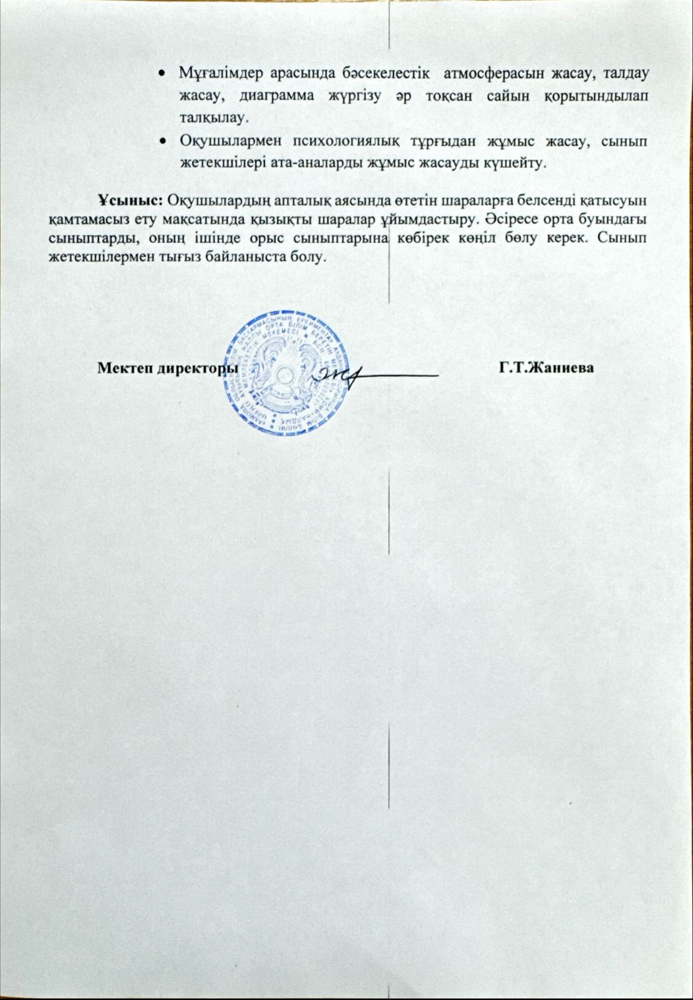 • Мұғалімдер арасында бәсекелестік атмосферасын жасау, талдау
жасау, диаграмма жүргізу әр тоқсан сайын қорытындылап
талқылау.
• Оқушылармен психологиялық тұрғыдан жұмыс жасау, сынып
жетекшілері ата-аналарды жұмыс жасауды күшейту.
Ұсыныс: Оқушылардың апталық аясында өтетін шараларға белсенді қатысуын
қамтамасыз ету мақсатында қызықты шаралар ұйымдастыру. Әсіресе орта буындағы
сыныптарды, оның ішінде орыс сыныптарына көбірек көңіл бөлу керек. Сынып
жетекшілермен тығыз байланыста болу.
Мектеп директоры Г.Т.Жаниева